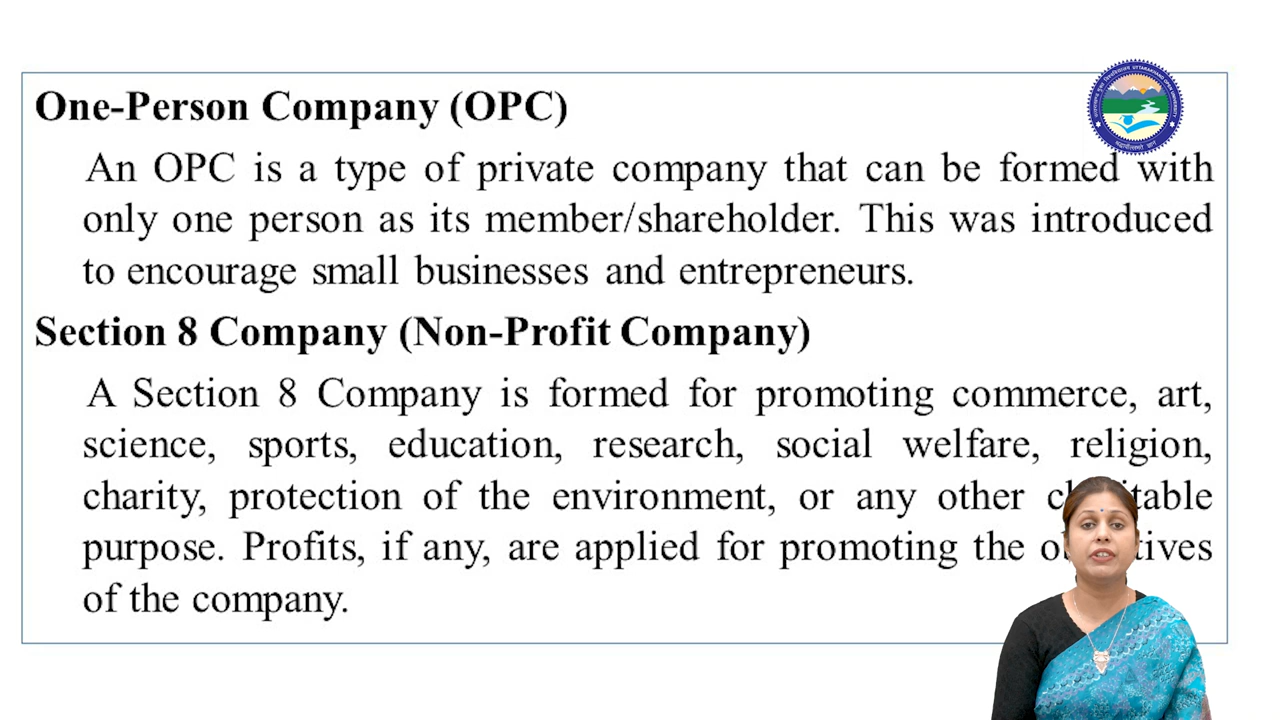 One-Person Company (OPC)
An OPC is a type of private company that can be formed with
only one person as its member/shareholder. This was introduced
to encourage small businesses and entrepreneurs.
Section 8 Company (Non-Profit Company)
A Section 8 Company is formed for promoting commerce, art,
science, sports, education, research, social welfare, religion,
charity, protection of the environment, or any other
purpose. Profits, if any, are applied for promoting the
of the company.